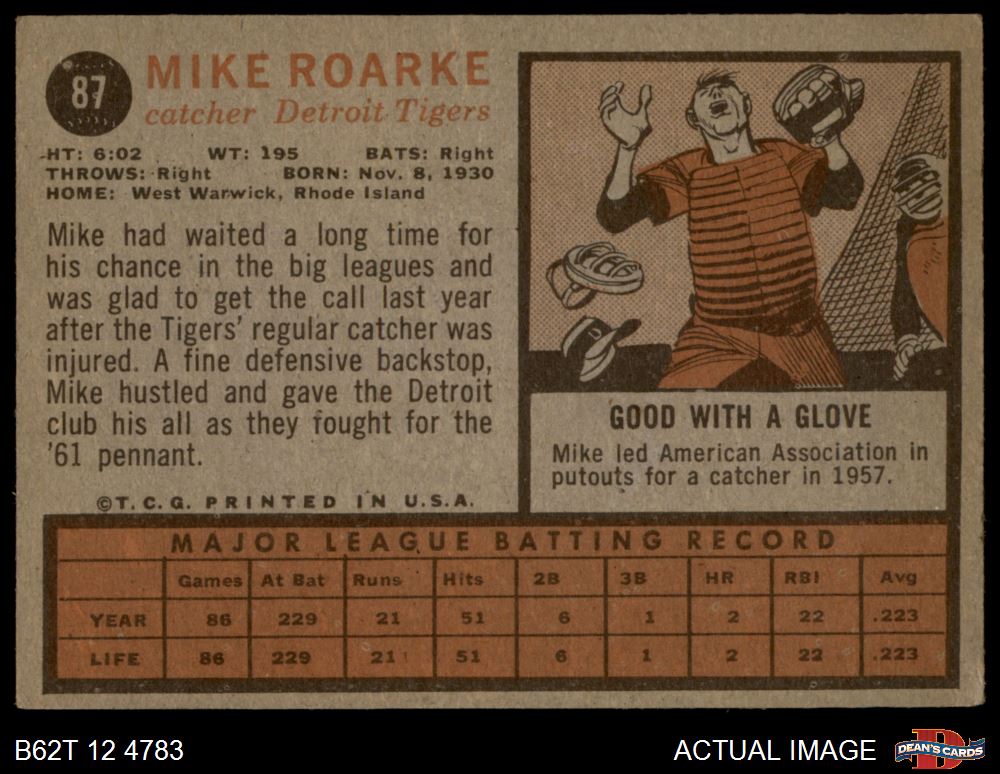 87
MIKE ROARKE
catcher Detroit Tigers
HT: 6:02 WT: 195 BATS: Right
THROWS: Right BORN: Nov. 8, 1930
HOME: West Warwick, Rhode Island
Mike had waited a long time for
his chance in the big leagues and
was glad to get the call last year
after the Tigers' regular catcher was
injured. A fine defensive backstop,
Mike hustled and gave the Detroit
club his all as they fought for the
'61 pennant.
©T.C.G. PRINTED IN U.S.A.
GOOD WITH A GLOVE
Mike led American Association in
putouts for a catcher in 1957.
MAJOR LEAGUE BATTING RECORD
Games At Bat Runs Hits 2B 3B HR RBI Avg
YEAR 86 229 21 51 6 1 2 22 .223
LIFE 86 229 21 51 6 1 2 22 .223
B62T 12 4783
ACTUAL IMAGE
DEAN'S CARDS